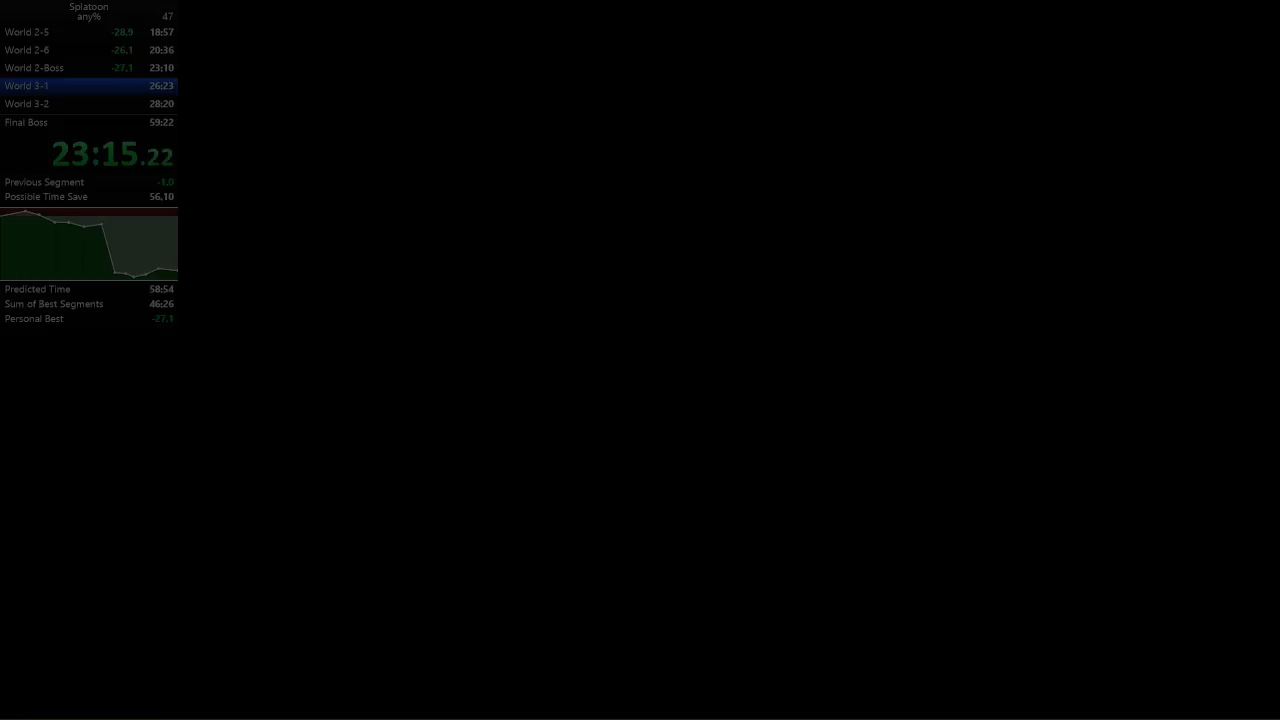 Splatoon
any% 47
World 2-5 -28,9 18:57
World 2-6 -26,1 20:36
World 2-Boss -27,1 23:10
World 3-1 26:23
World 3-2 28:20
Final Boss 59:22
23:15.22
Previous Segment -1,0
Possible Time Save 56,10
Predicted Time 58:54
Sum of Best Segments 46:26
Personal Best -27,1